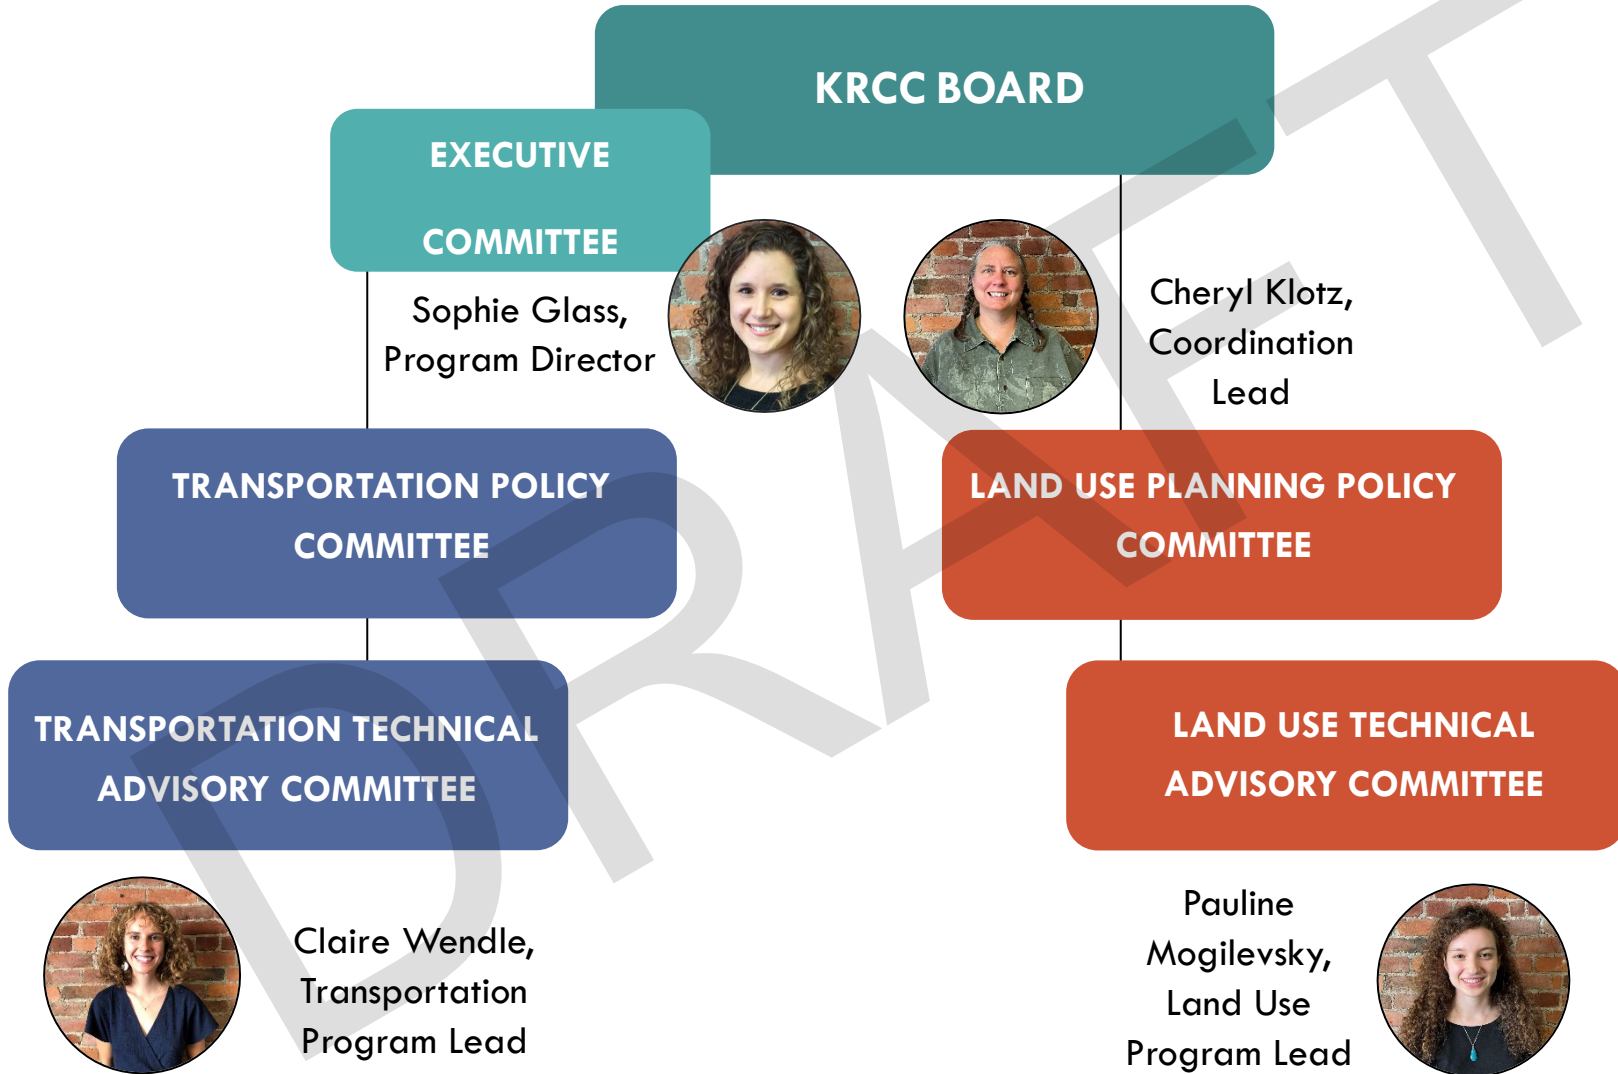 KRCC BOARD
EXECUTIVE
COMMITTEE
Sophie Glass,
Program Director
Cheryl Klotz,
Coordination
Lead
TRANSPORTATION POLICY
COMMITTEE
LAND USE PLANNING POLICY
COMMITTEE
TRANSPORTATION TECHNICAL
ADVISORY COMMITTEE
LAND USE TECHNICAL
ADVISORY COMMITTEE
Claire Wendle,
Transportation
Program Lead
Pauline
Mogilevsky,
Land Use
Program Lead
DRAFT